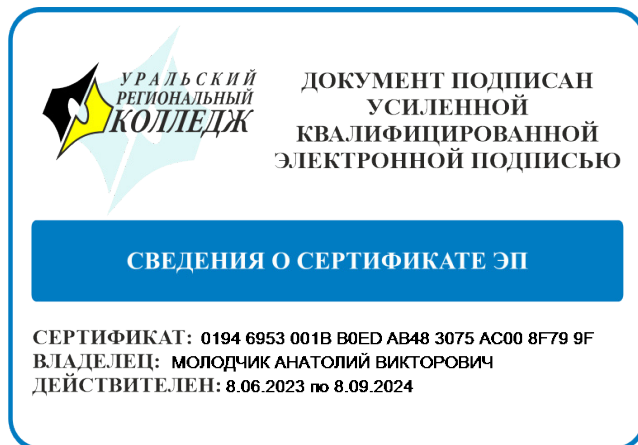 УРАЛЬСКИЙ
РЕГИОНАЛЬНЫЙ
КОЛЛЕДЖ
ДОКУМЕНТ ПОДПИСАН
УСИЛЕННОЙ
КВАЛИФИЦИРОВАННОЙ
ЭЛЕКТРОННОЙ ПОДПИСЬЮ
СВЕДЕНИЯ О СЕРТИФИКАТЕ ЭП
СЕРТИФИКАТ: 0194 6953 001B B0ED AB48 3075 AC00 8F79 9F
ВЛАДЕЛЕЦ: МОЛОДЧИК АНАТОЛИЙ ВИКТОРОВИЧ
ДЕЙСТВИТЕЛЕН: 8.06.2023 по 8.09.2024